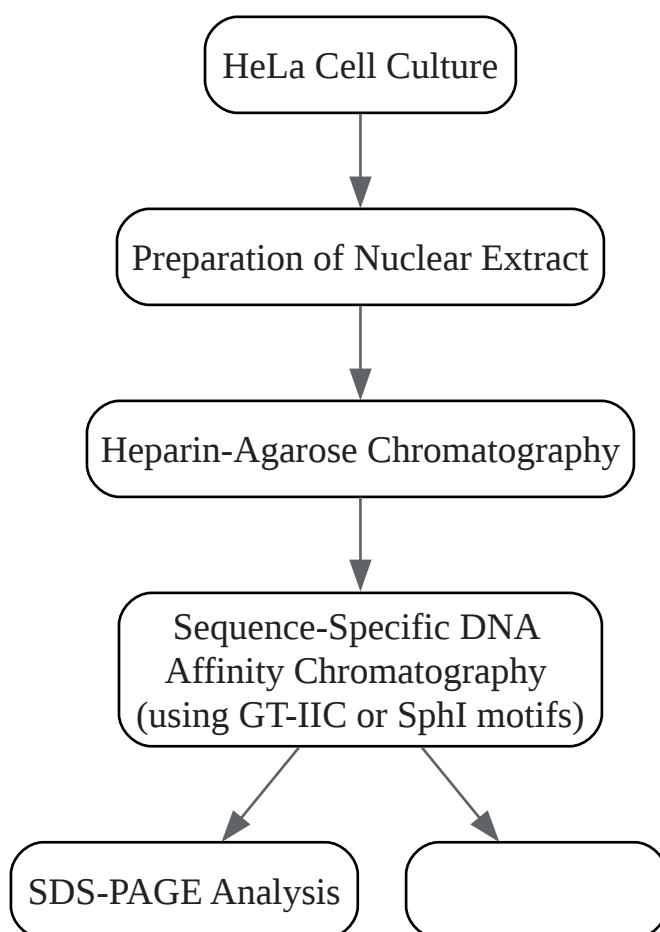 HeLa Cell Culture
Preparation of Nuclear Extract
Heparin-Agarose Chromatography
Sequence-Specific DNA
Affinity Chromatography
(using GT-IIC or SphI motifs)
SDS-PAGE Analysis